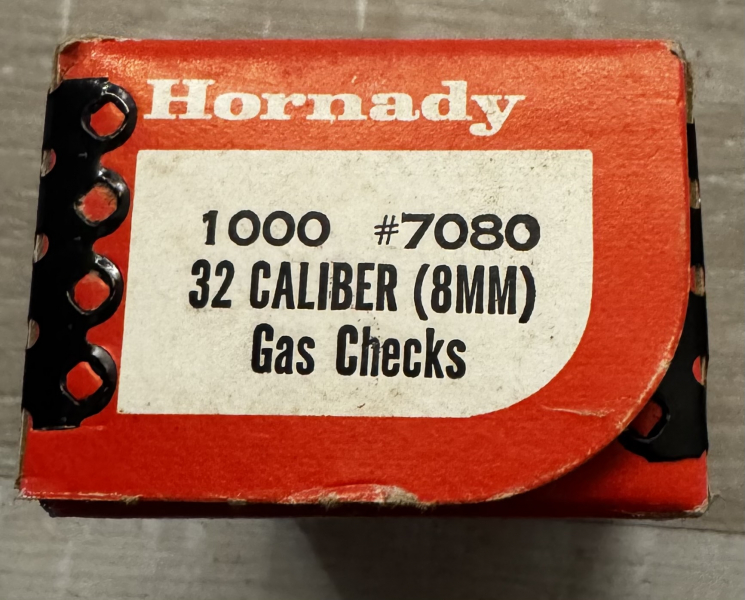 Hornady
1000 #7080
32 CALIBER (8MM)
Gas Checks